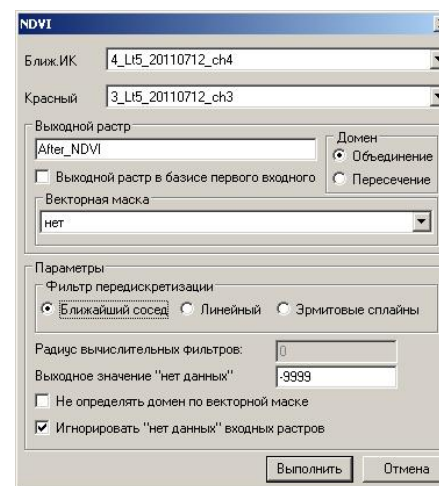 NDVI
Ближ.ИК 4_Lt5_20110712_ch4
Красный 3_Lt5_20110712_ch3
Выходной растр
After_NDVI
Выходной растр в базисе первого входного
Домен
Объединение
Пересечение
Векторная маска
нет
Параметры
Фильтр передискретизации
Ближайший сосед Линейный Эрмитовые сплайны
Радиус вычислительных фильтров: 0
Выходное значение "нет данных" -9999
Не определять домен по векторной маске
Игнорировать "нет данных" входных растров
Выполнить Отмена